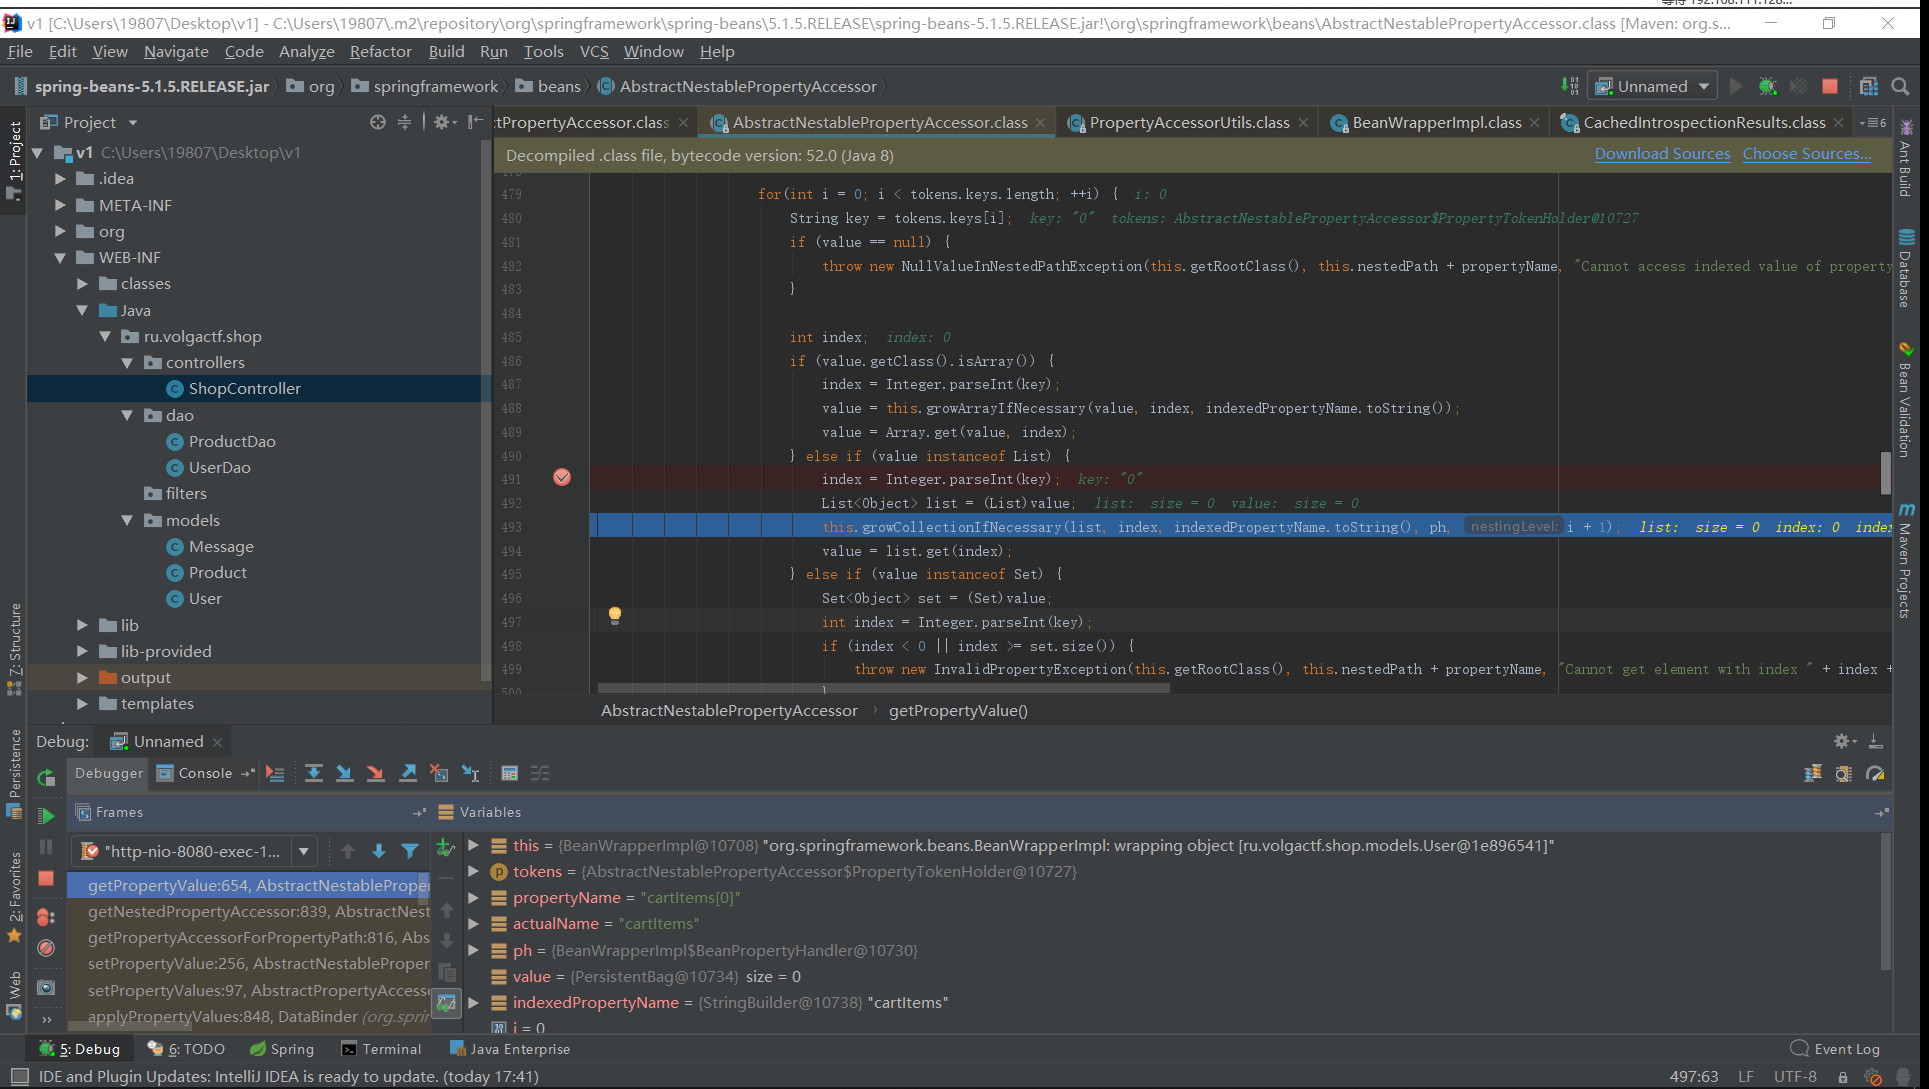 v1 [C:\Users\19807\Desktop\v1] - C:\Users\19807\.m2\repository\org\springframework\spring-beans\5.1.5.RELEASE\spring-beans-5.1.5.RELEASE.jar!\org\springframework\beans\AbstractNestablePropertyAccessor.class [Maven: org.s...
File Edit View Navigate Code Analyze Refactor Build Run Tools VCS Window Help
spring-beans-5.1.5.RELEASE.jar org springframework beans AbstractNestablePropertyAccessor
Unnamed
Project
ctPropertyAccessor.class AbstractNestablePropertyAccessor.class PropertyAccessorUtils.class BeanWrapperImpl.class CachedIntrospectionResults.class 6
Decompiled .class file, bytecode version: 52.0 (Java 8) Download Sources Choose Sources...
1: Project
Z: Structure
Persistence
2: Favorites
Web
v1 C:\Users\19807\Desktop\v1
.idea
META-INF
org
WEB-INF
classes
Java
ru.volgactf.shop
controllers
ShopController
dao
ProductDao
UserDao
filters
models
Message
Product
User
lib
lib-provided
output
templates
479 for(int i = 0; i < tokens.keys.length; ++i) { i: 0
480 String key = tokens.keys[i]; key: "0" tokens: AbstractNestablePropertyAccessor$PropertyTokenHolder@10727
481 if (value == null) {
482 throw new NullValueInNestedPathException(this.getRootClass(), this.nestedPath + propertyName, "Cannot access indexed value of property
483 }
484
485 int index; index: 0
486 if (value.getClass().isArray()) {
487 index = Integer.parseInt(key);
488 value = this.growArrayIfNecessary(value, index, indexedPropertyName.toString());
489 value = Array.get(value, index);
490 } else if (value instanceof List) {
491 index = Integer.parseInt(key); key: "0"
492 List<Object> list = (List)value; list: size = 0 value: size = 0
493 this.growCollectionIfNecessary(list, index, indexedPropertyName.toString(), ph, nestingLevel: i + 1); list: size = 0 index: 0 index
494 value = list.get(index);
495 } else if (value instanceof Set) {
496 Set<Object> set = (Set)value;
497 int index = Integer.parseInt(key);
498 if (index < 0 || index >= set.size()) {
499 throw new InvalidPropertyException(this.getRootClass(), this.nestedPath + propertyName, "Cannot get element with index " + index +
500 }
AbstractNestablePropertyAccessor getPropertyValue()
Ant Build
Database
Bean Validation
Maven Projects
Debug: Unnamed
Debugger Console
Frames
"http-nio-8080-exec-1...
getPropertyValue:654, AbstractNestableProper
getNestedPropertyAccessor:839, AbstractNest
getPropertyAccessorForPropertyPath:816, Abs
setPropertyValue:256, AbstractNestableProper
setPropertyValues:97, AbstractPropertyAccess
applyPropertyValues:848, DataBinder (org.spri
Variables
this = {BeanWrapperImpl@10708} "org.springframework.beans.BeanWrapperImpl: wrapping object [ru.volgactf.shop.models.User@1e896541]"
tokens = {AbstractNestablePropertyAccessor$PropertyTokenHolder@10727}
propertyName = "cartItems[0]"
actualName = "cartItems"
ph = {BeanWrapperImpl$BeanPropertyHandler@10730}
value = {PersistentBag@10734} size = 0
indexedPropertyName = {StringBuilder@10738} "cartItems"
i = 0
5: Debug 6: TODO Spring Terminal Java Enterprise Event Log
IDE and Plugin Updates: IntelliJ IDEA is ready to update. (today 17:41) 497:63 LF UTF-8